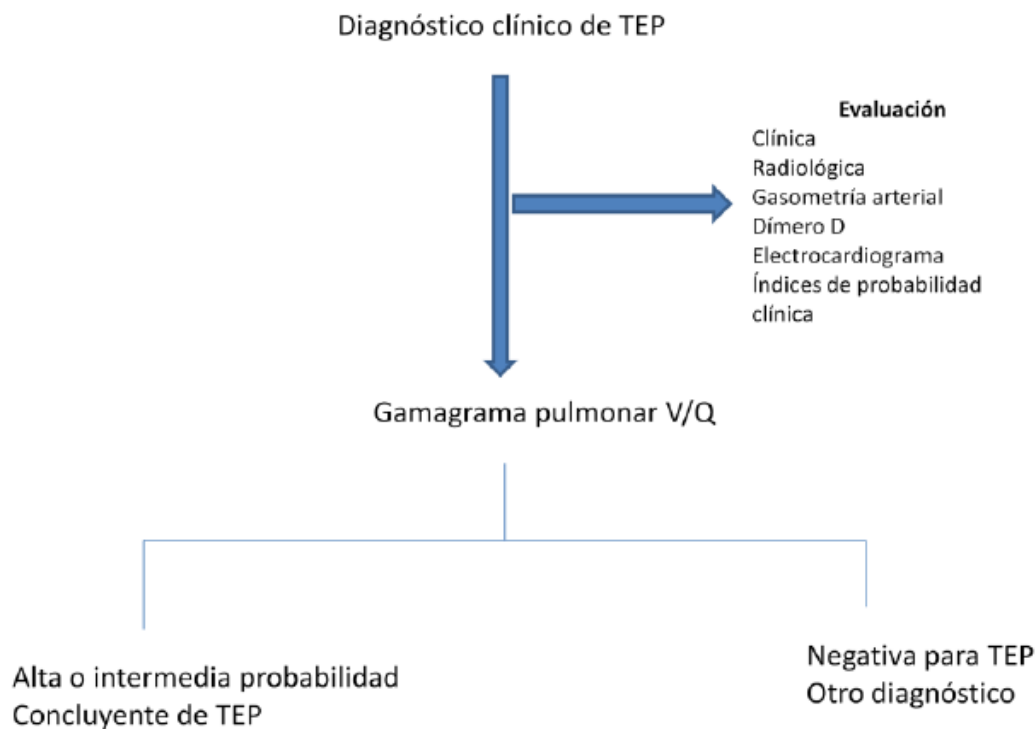 Diagnóstico clínico de TEP
Evaluación
Clínica
Radiológica
Gasometría arterial
Dímero D
Electrocardiograma
Índices de probabilidad
clínica
Gamagrama pulmonar V/Q
Alta o intermedia probabilidad
Concluyente de TEP
Negativa para TEP
Otro diagnóstico